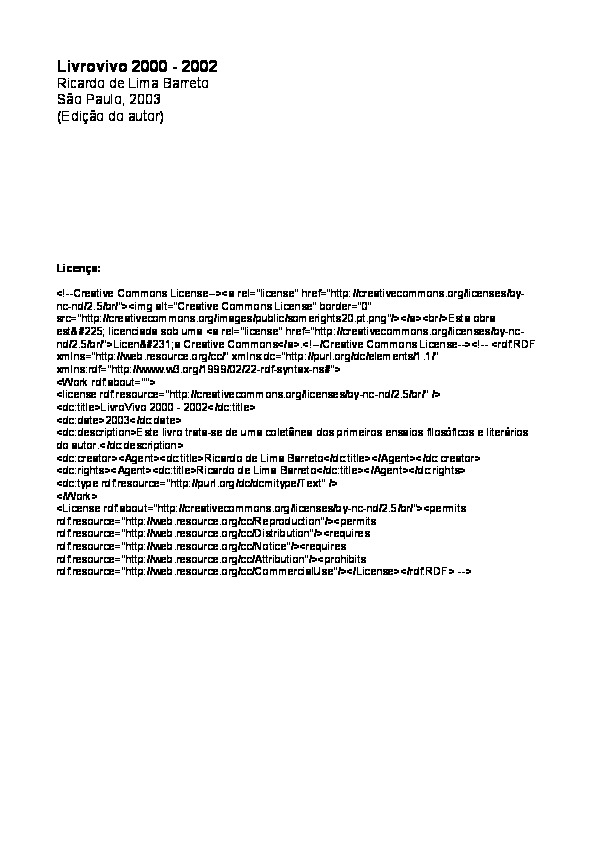 Livrovivo 2000 - 2002
Ricardo de Lima Barreto
São Paulo, 2003
(Edição do autor)
Licença:
<!--Creative Commons License--><a rel="license" href="http://creativecommons.org/licenses/by-
nc-nd/2.5/br/"><img alt="Creative Commons License" border="0"
src="http://creativecommons.org/images/public/somerights20.pt.png"/></a><br/>Esta obra
est&#225; licenciada sob uma <a rel="license" href="http://creativecommons.org/licenses/by-nc-
nd/2.5/br/">Licen&#231;a Creative Commons</a>.<!--/Creative Commons License--><!-- <rdf:RDF
xmlns="http://web.resource.org/cc/" xmlns:dc="http://purl.org/dc/elements/1.1/"
xmlns:rdf="http://www.w3.org/1999/02/22-rdf-syntax-ns#">
<Work rdf:about="">
<license rdf:resource="http://creativecommons.org/licenses/by-nc-nd/2.5/br/" />
<dc:title>LivroVivo 2000 - 2002</dc:title>
<dc:date>2003</dc:date>
<dc:description>Este livro trata-se de uma coletânea dos primeiros ensaios filosóficos e literários
do autor.</dc:description>
<dc:creator><Agent><dc:title>Ricardo de Lima Barreto</dc:title></Agent></dc:creator>
<dc:rights><Agent><dc:title>Ricardo de Lima Barreto</dc:title></Agent></dc:rights>
<dc:type rdf:resource="http://purl.org/dc/dcmitype/Text" />
</Work>
<License rdf:about="http://creativecommons.org/licenses/by-nc-nd/2.5/br/"><permits
rdf:resource="http://web.resource.org/cc/Reproduction"/><permits
rdf:resource="http://web.resource.org/cc/Distribution"/><requires
rdf:resource="http://web.resource.org/cc/Notice"/><requires
rdf:resource="http://web.resource.org/cc/Attribution"/><prohibits
rdf:resource="http://web.resource.org/cc/CommercialUse"/></License></rdf:RDF> -->